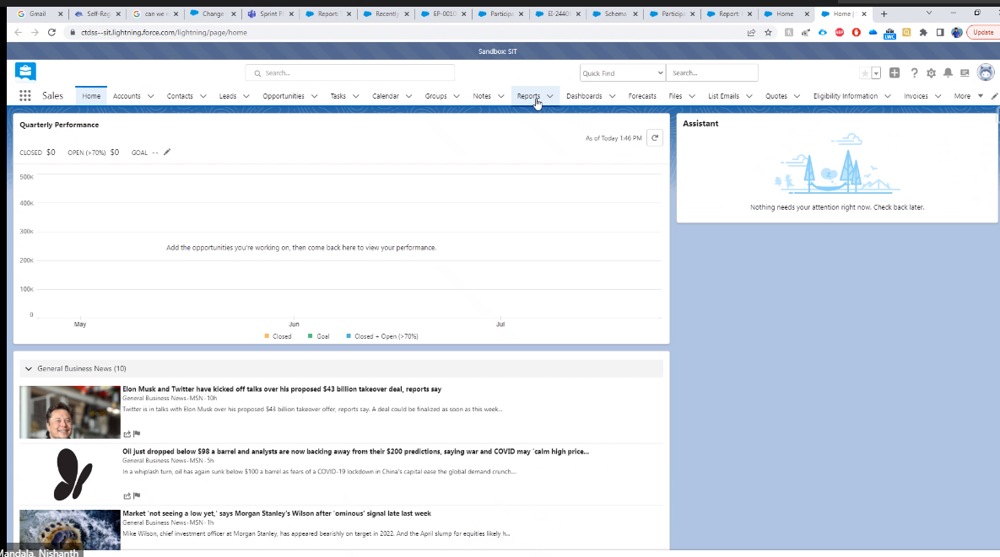 Gmail
Self-Reg
can we
Change
Sprint Pl
Report:
Recently
EP-001D
Particip
EI-2440
Schema
Particip
Report:
Home
Home |
ctdss--sit.lightning.force.com/lightning/page/home
ABP
LWC
Update
Sandbox: SIT
Search...
Quick Find
Search...
Sales
Home
Accounts
Contacts
Leads
Opportunities
Tasks
Calendar
Groups
Notes
Reports
Dashboards
Forecasts
Files
List Emails
Quotes
Eligibility Information
Invoices
More
Quarterly Performance
As of Today 1:46 PM
CLOSED $0 OPEN (>70%) $0 GOAL --
500K
400K
300K
Add the opportunities you're working on, then come back here to view your performance.
200K
100K
0
May Jun Jul
Closed Goal Closed + Open (>70%)
Assistant
Nothing needs your attention right now. Check back later.
General Business News (10)
Elon Musk and Twitter have kicked off talks over his proposed $43 billion takeover deal, reports say
General Business News · MSN · 10h
Twitter is in talks with Elon Musk over his proposed $43 billion takeover offer, reports say. A deal could be finalized as soon as this week...
Oil just dropped below $98 a barrel and analysts are now backing away from their $200 predictions, saying war and COVID may 'calm high price...
General Business News · MSN · 5h
In a whiplash turn, oil has again sunk below $100 a barrel as fears of a COVID-19 lockdown in China's capital ease the global demand crunch....
Market 'not seeing a low yet,' says Morgan Stanley's Wilson after 'ominous' signal late last week
General Business News · MSN · 1h
Mike Wilson, chief investment officer at Morgan Stanley, has appeared bearishly on target in 2022. And the April slump for equities likely h...
Mandala, Nishanth